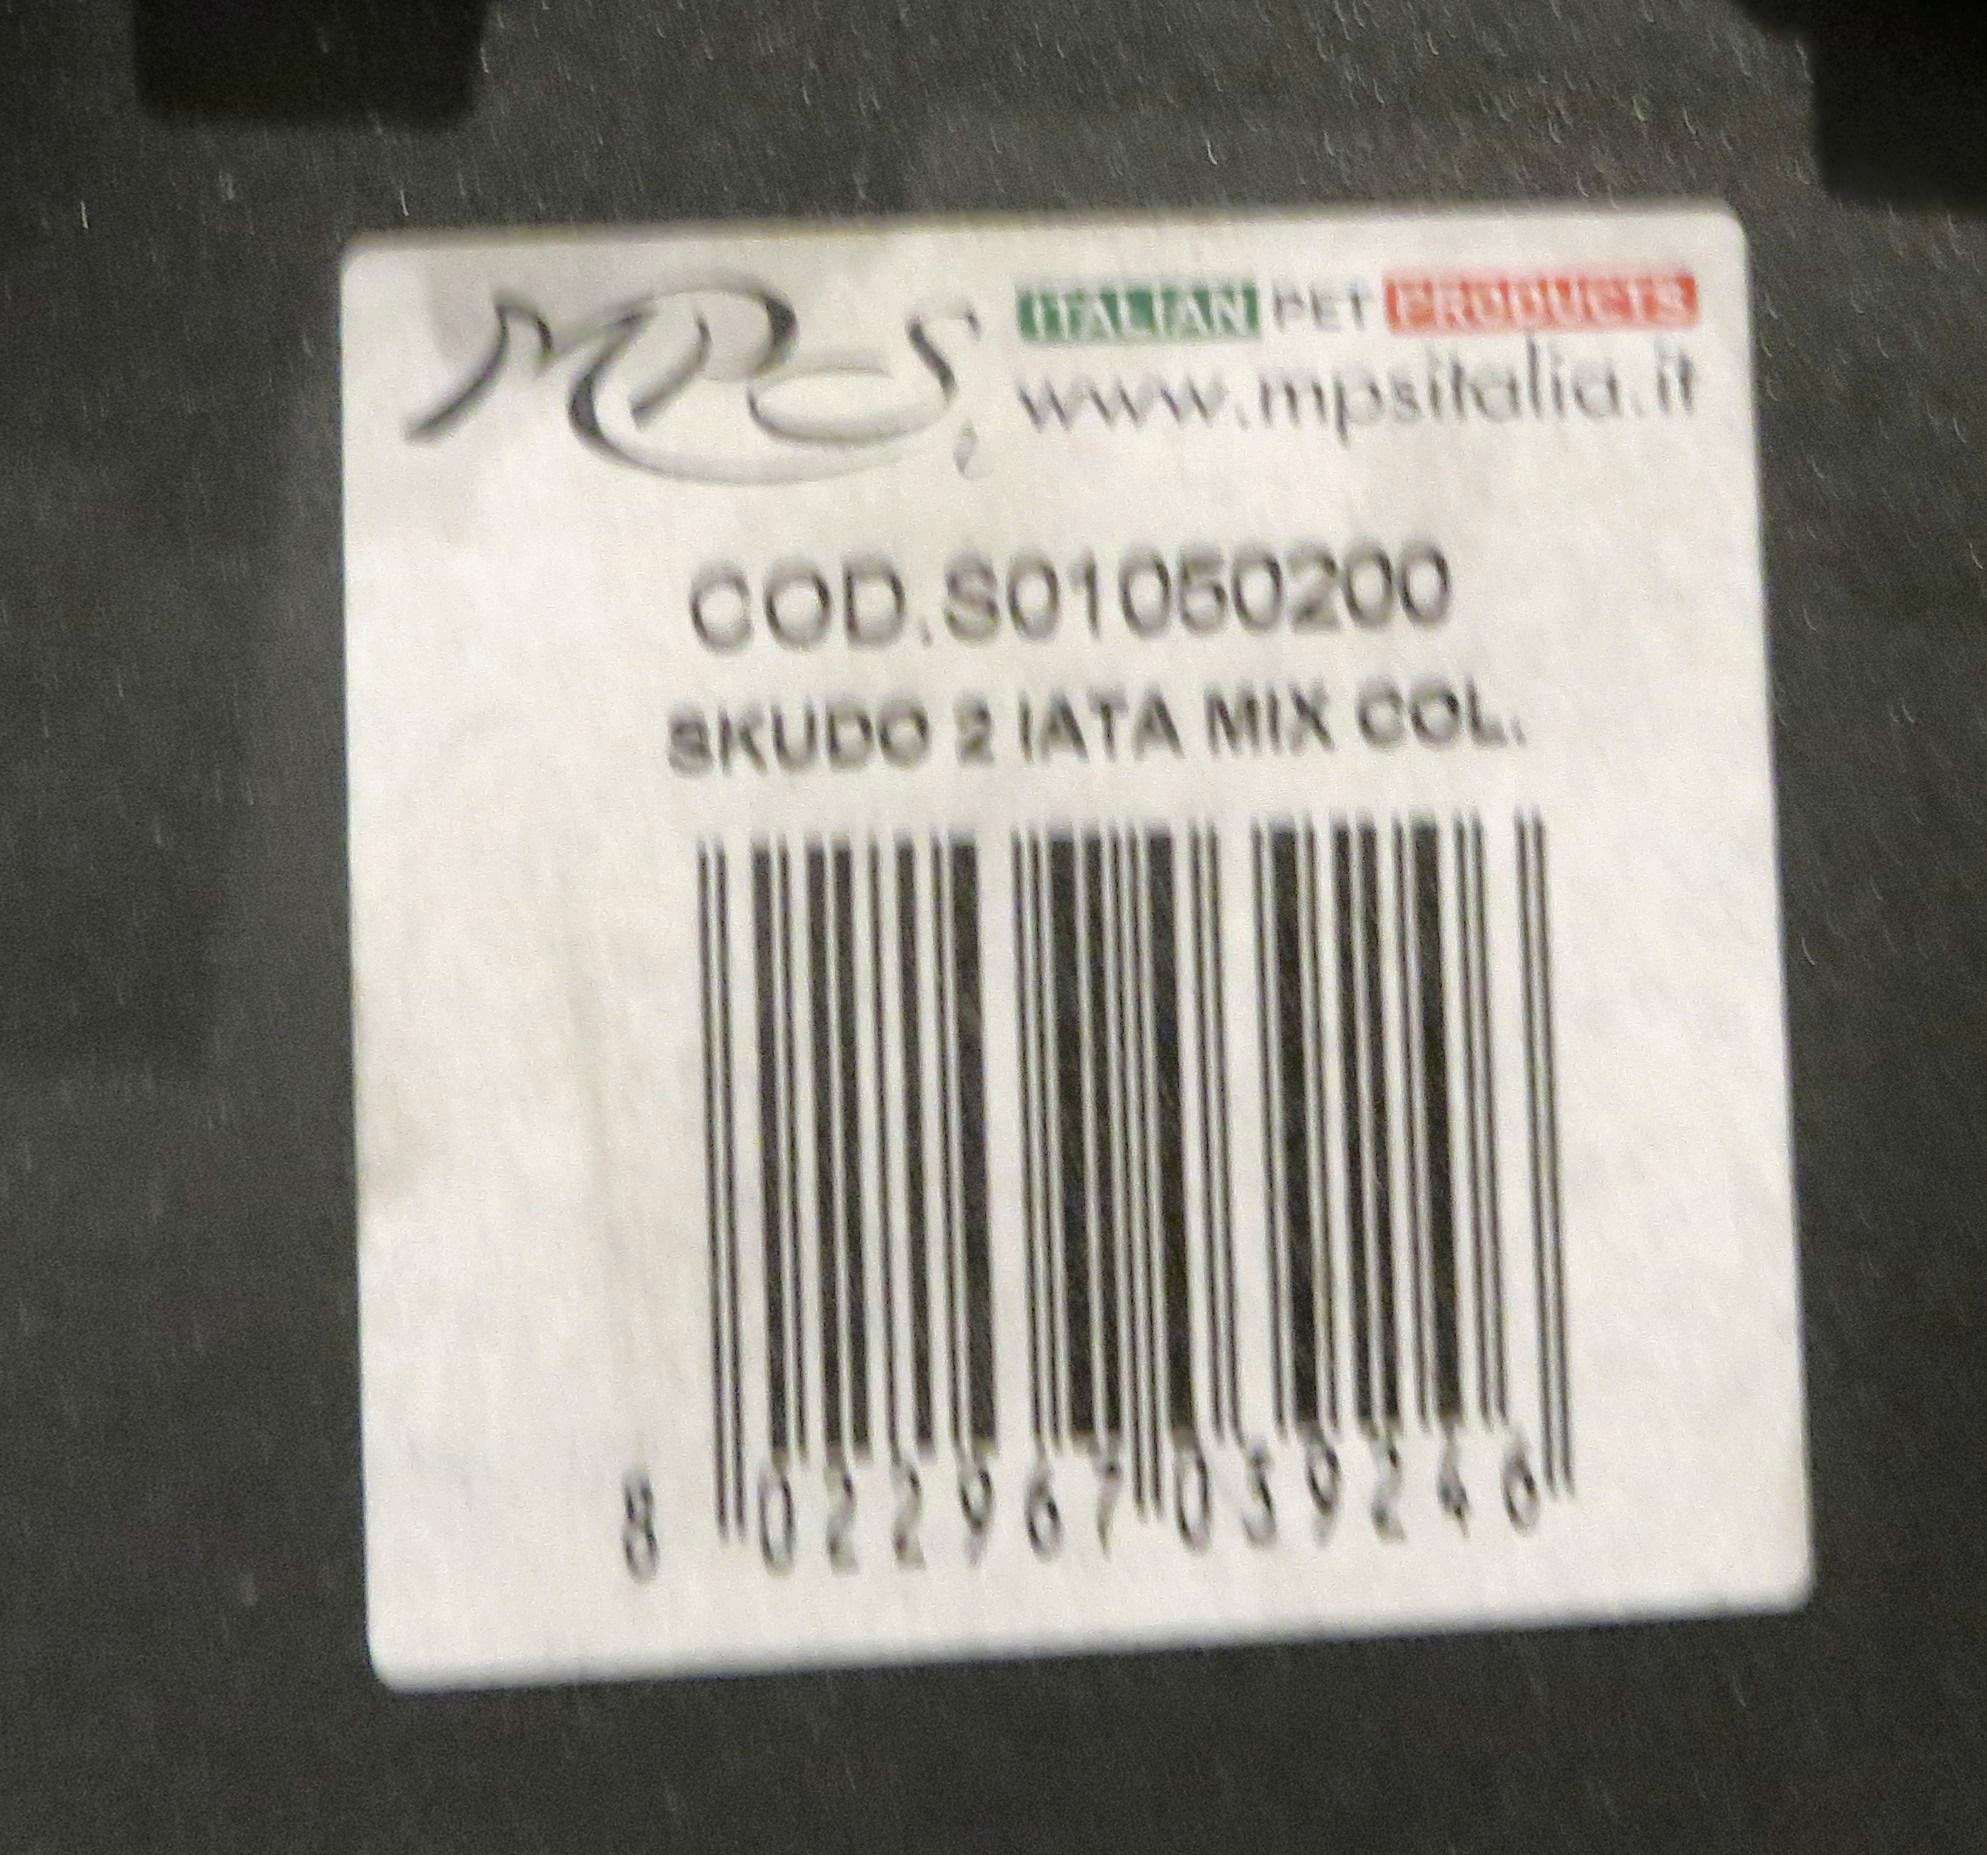 MPS
ITALIAN PET PRODUCTS
www.mpsitalia.it
COD.S01050200
SKUDO 2 IATA MIX COL.
8 022967 039246